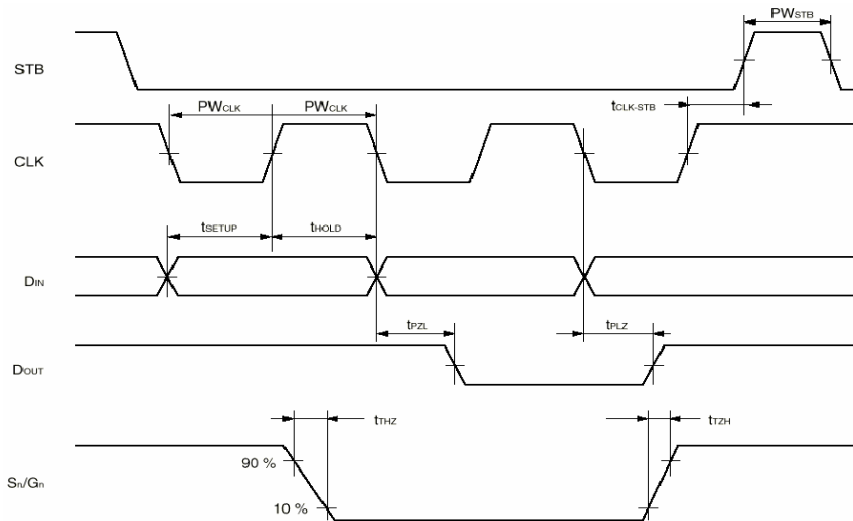 PWSTB
STB
tCLK-STB
PWCLK PWCLK
CLK
tSETUP tHOLD
DIN
tPZL tPLZ
DOUT
tTHZ tTZH
90 %
Sn/Gn
10 %